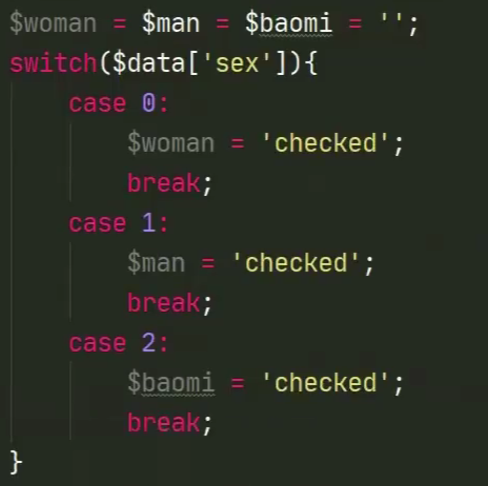 $woman = $man = $baomi = '';
switch($data['sex']){
    case 0:
        $woman = 'checked';
        break;
    case 1:
        $man = 'checked';
        break;
    case 2:
        $baomi = 'checked';
        break;
}